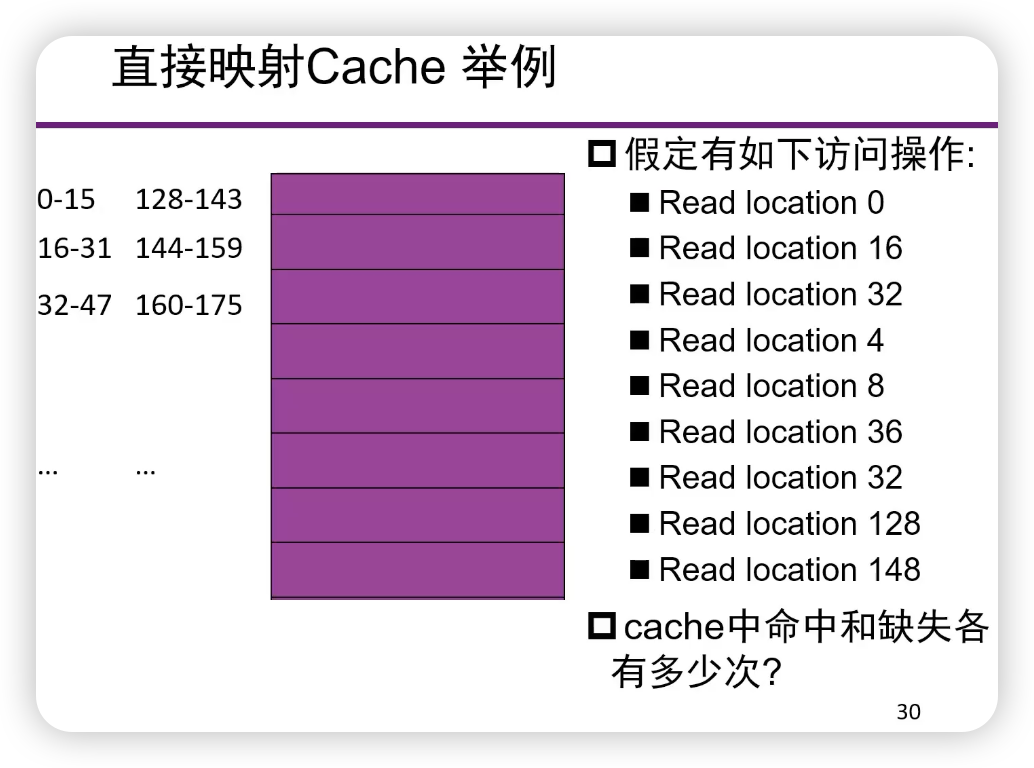 直接映射Cache 举例
0-15 128-143
16-31 144-159
32-47 160-175
... ...
假定有如下访问操作:
Read location 0
Read location 16
Read location 32
Read location 4
Read location 8
Read location 36
Read location 32
Read location 128
Read location 148
cache中命中和缺失各
有多少次?
30